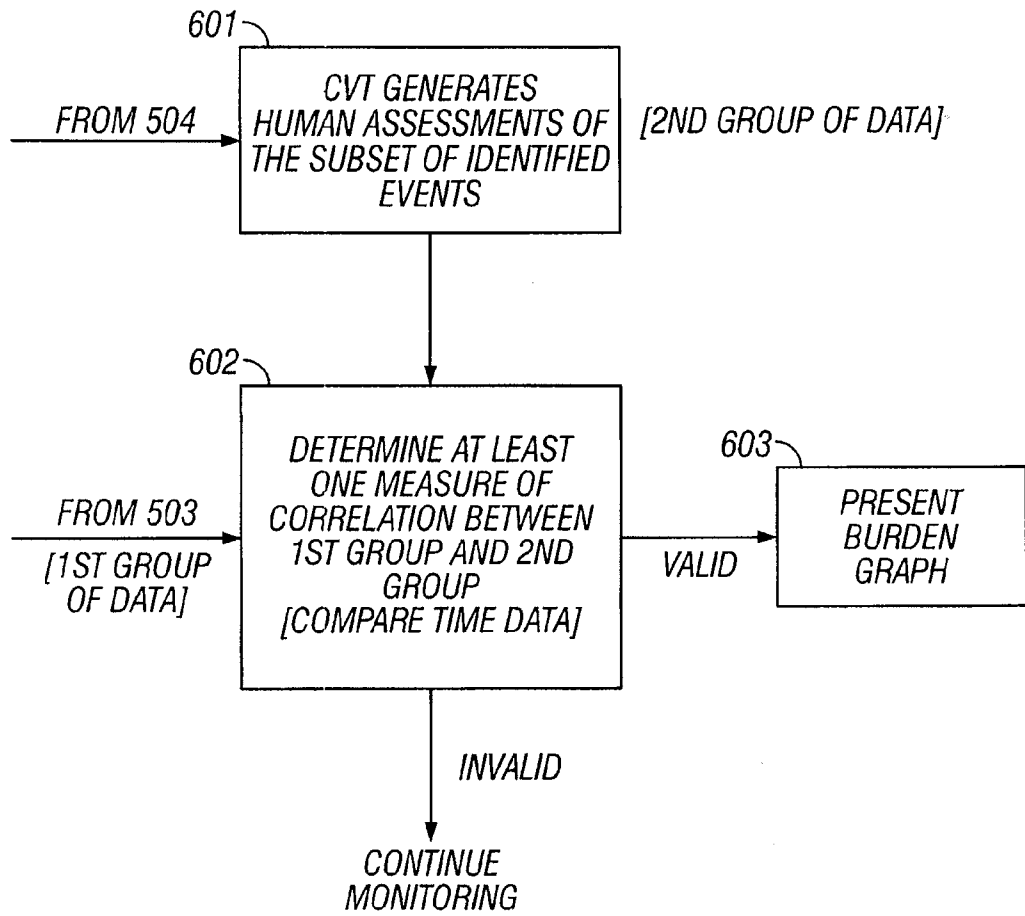 601
FROM 504
CVT GENERATES
HUMAN ASSESSMENTS OF
THE SUBSET OF IDENTIFIED
EVENTS
[2ND GROUP OF DATA]
602
FROM 503
[1ST GROUP
OF DATA]
DETERMINE AT LEAST
ONE MEASURE OF
CORRELATION BETWEEN
1ST GROUP AND 2ND
GROUP
[COMPARE TIME DATA]
VALID
603
PRESENT
BURDEN
GRAPH
INVALID
CONTINUE
MONITORING